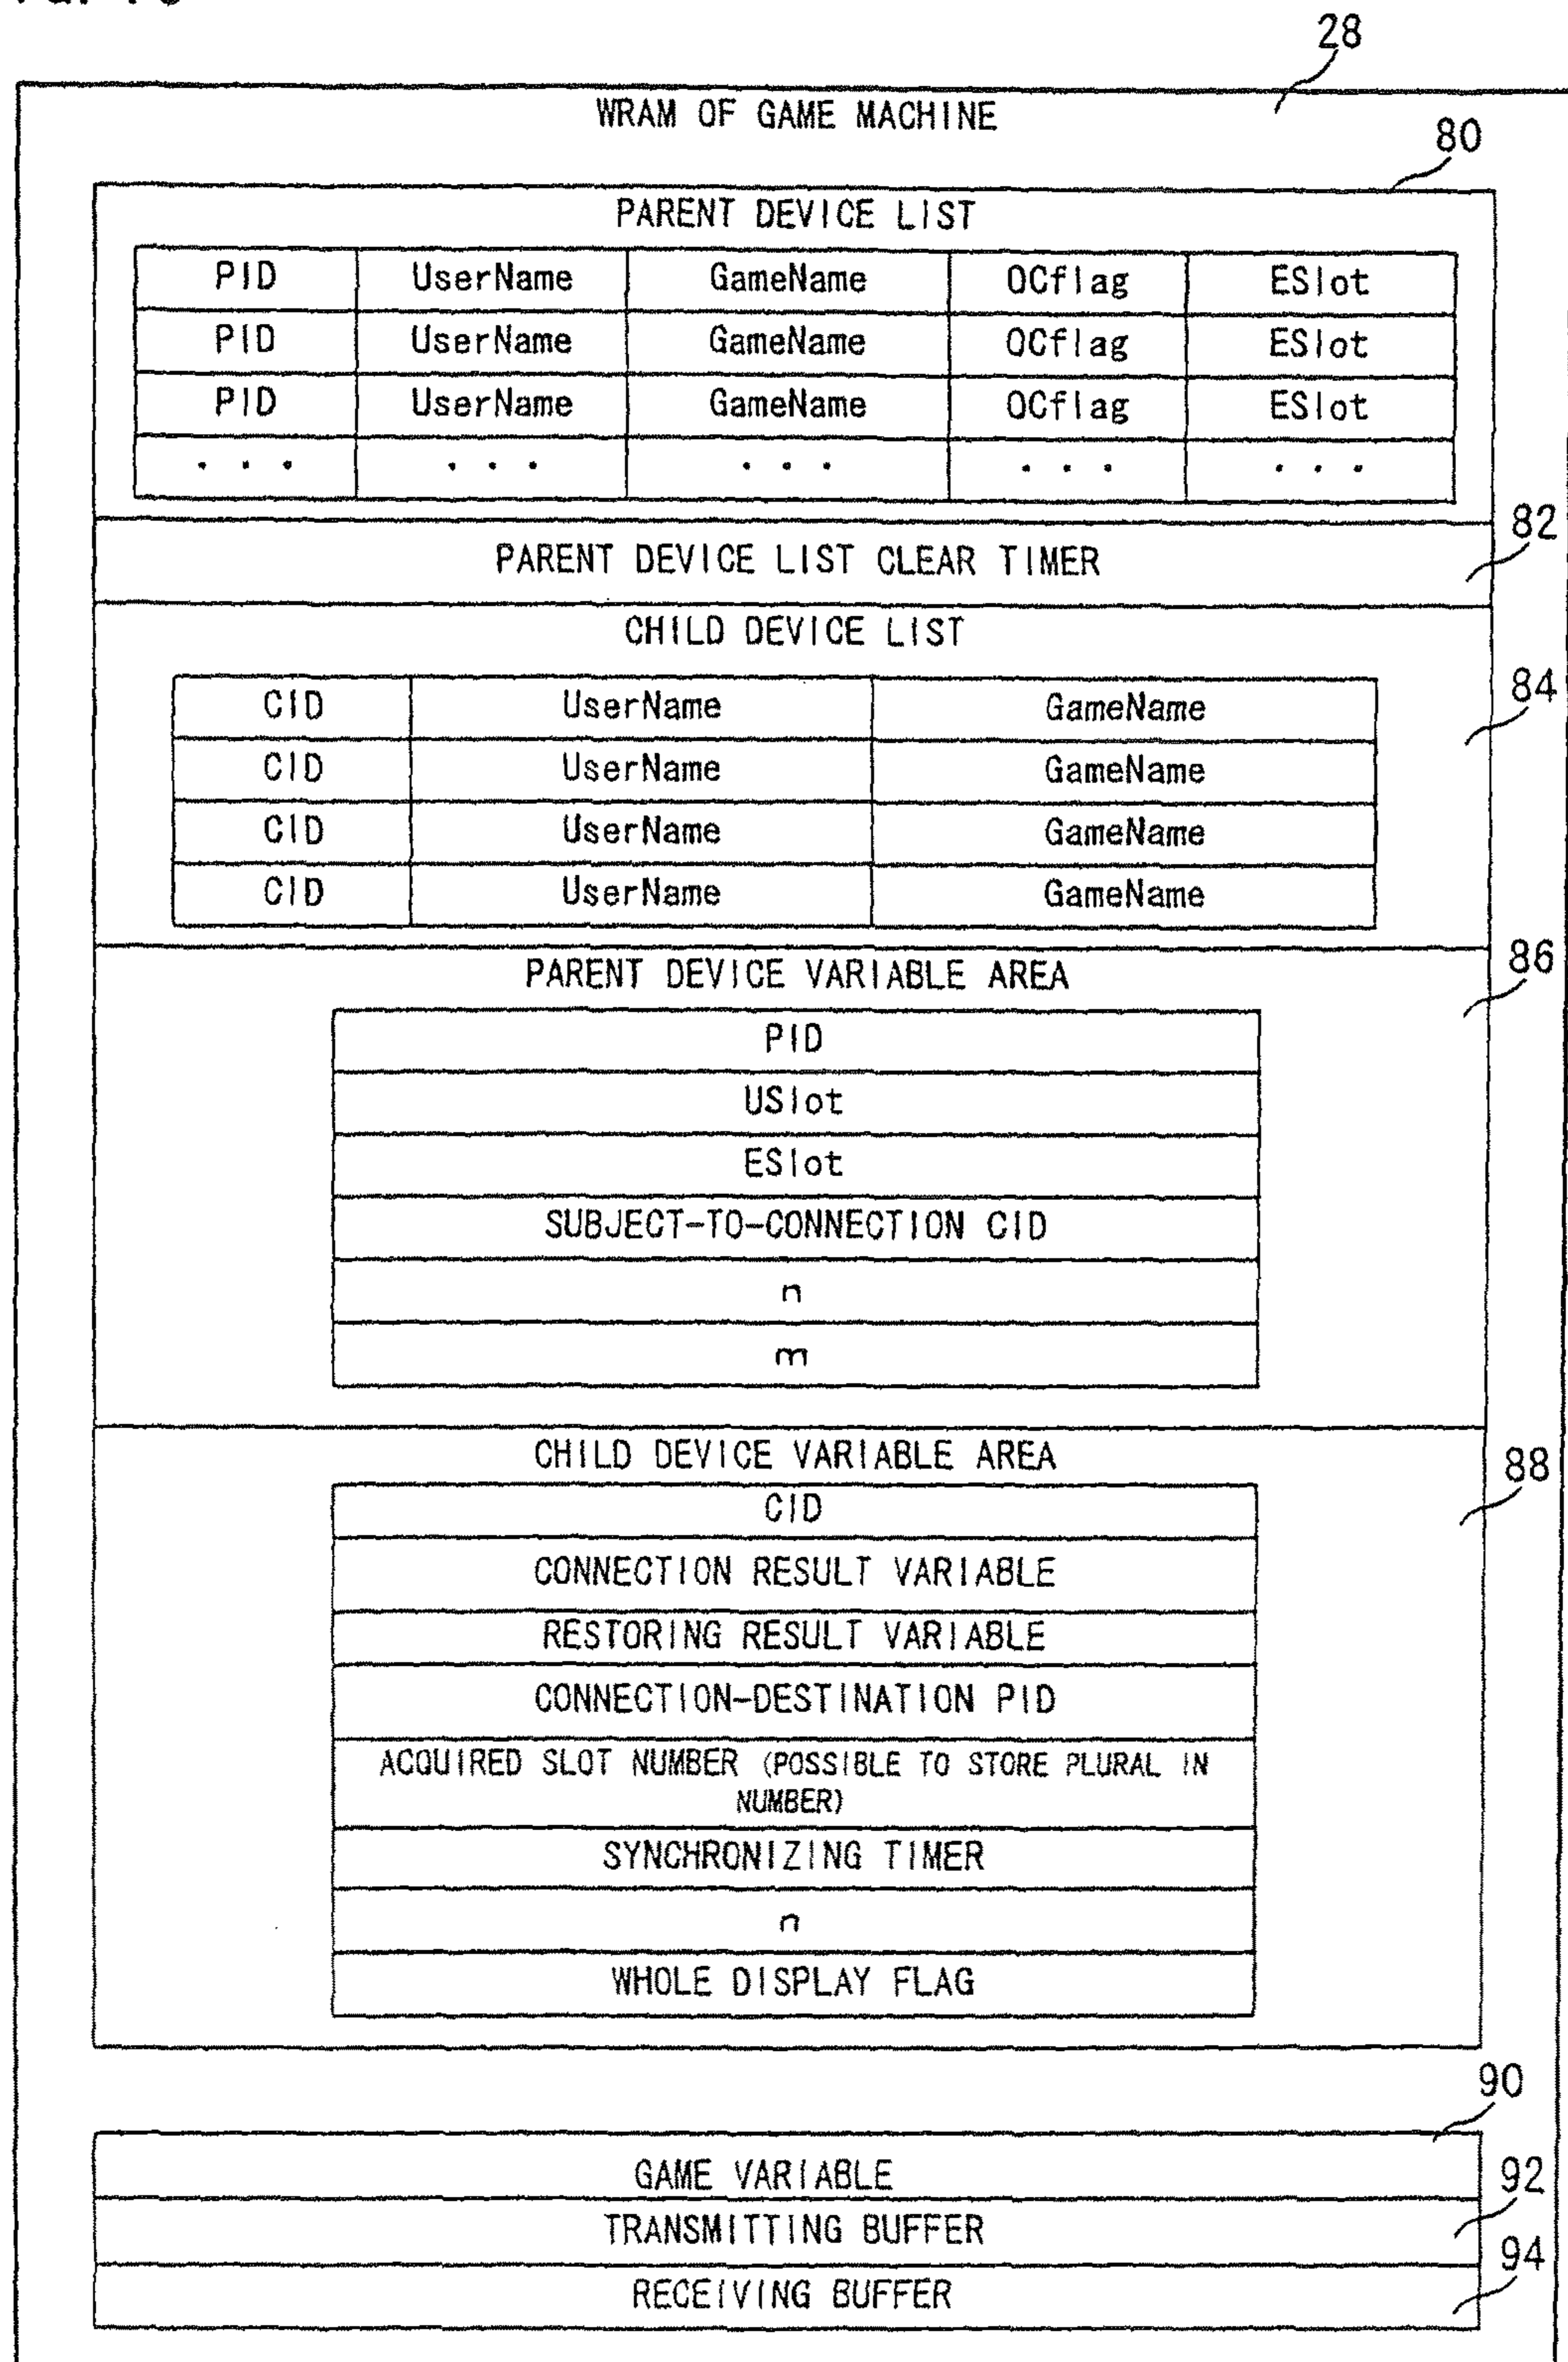 28
WRAM OF GAME MACHINE
80
PARENT DEVICE LIST
PID UserName GameName OCflag ESlot
PID UserName GameName OCflag ESlot
PID UserName GameName OCflag ESlot
. . . . . . . . . . . . . . .
82
PARENT DEVICE LIST CLEAR TIMER
CHILD DEVICE LIST
84
CID UserName GameName
CID UserName GameName
CID UserName GameName
CID UserName GameName
86
PARENT DEVICE VARIABLE AREA
PID
USlot
ESlot
SUBJECT-TO-CONNECTION CID
n
m
CHILD DEVICE VARIABLE AREA
88
CID
CONNECTION RESULT VARIABLE
RESTORING RESULT VARIABLE
CONNECTION-DESTINATION PID
ACQUIRED SLOT NUMBER (POSSIBLE TO STORE PLURAL IN
NUMBER)
SYNCHRONIZING TIMER
n
WHOLE DISPLAY FLAG
90
GAME VARIABLE
92
TRANSMITTING BUFFER
94
RECEIVING BUFFER